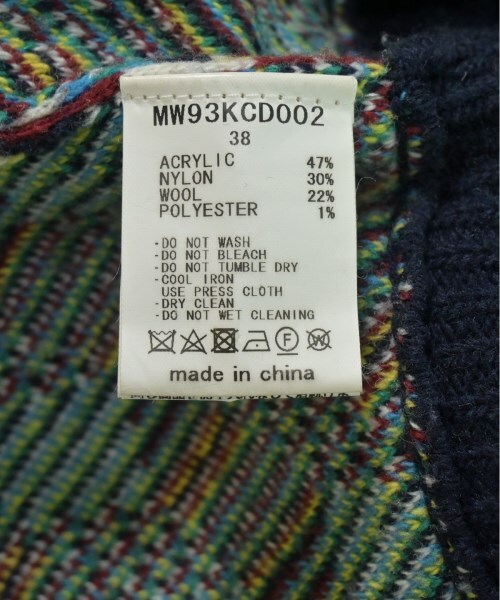 MW93KCD002
38
ACRYLIC 47%
NYLON 30%
WOOL 22%
POLYESTER 1%
-DO NOT WASH
-DO NOT BLEACH
-DO NOT TUMBLE DRY
-COOL IRON
USE PRESS CLOTH
-DRY CLEAN
-DO NOT WET CLEANING
F W
made in china